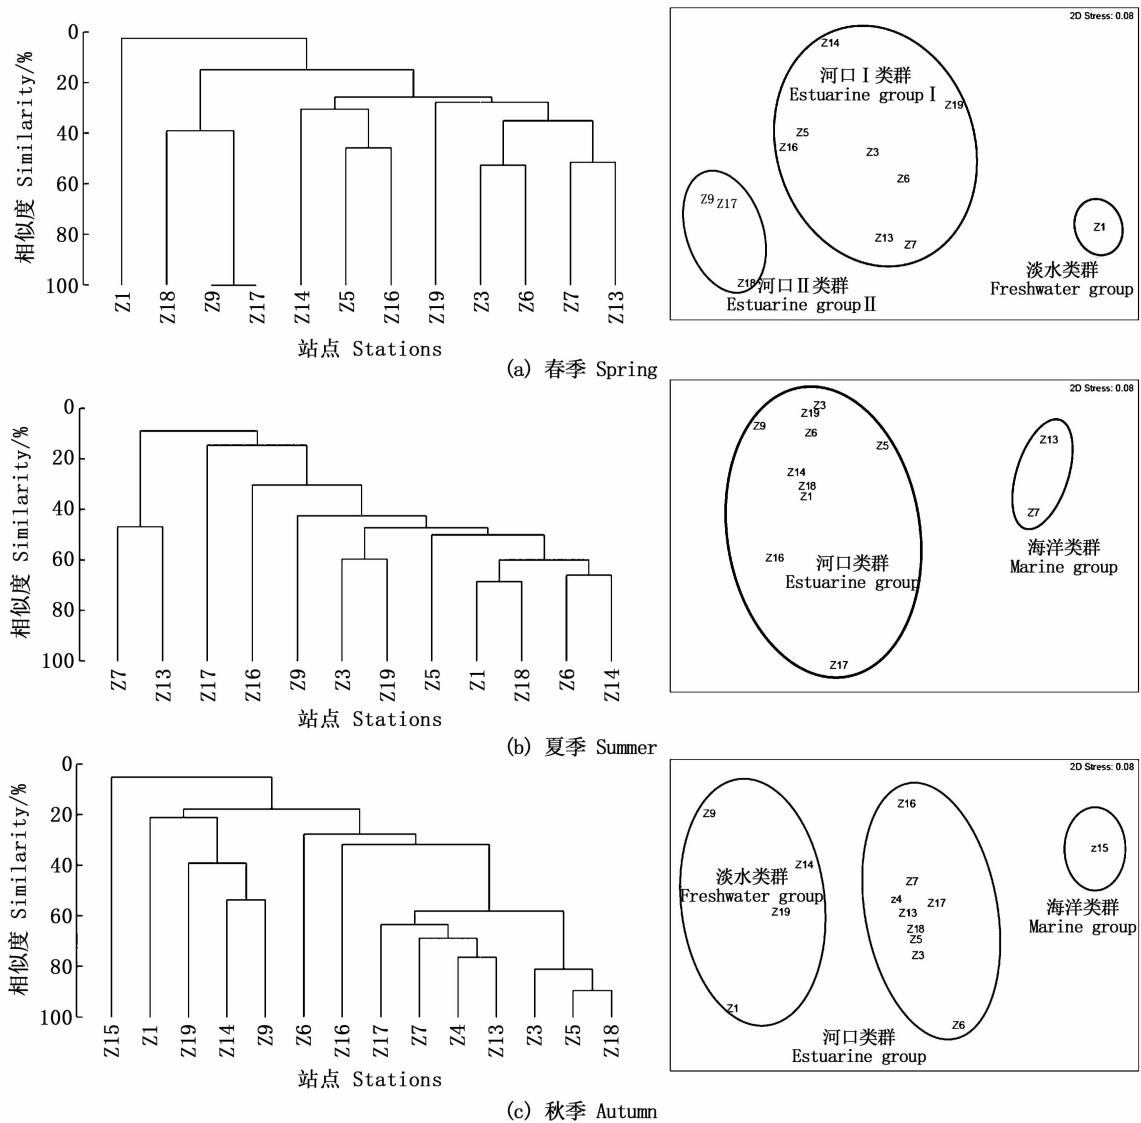 0
20
40
60
80
100
相似度 Similarity/%
Z1
Z18
Z9
Z17
Z14
Z5
Z16
Z19
Z3
Z6
Z7
Z13
站点 Stations
2D Stress: 0.08
Z14
河口Ⅰ类群
Estuarine groupⅠ
Z19
Z5
Z16
Z3
Z6
Z9 Z17
Z13
Z7
Z1
Z18
河口Ⅱ类群
Estuarine groupⅡ
淡水类群
Freshwater group
(a) 春季 Spring
0
20
40
60
80
100
相似度 Similarity/%
Z7
Z13
Z17
Z16
Z9
Z3
Z19
Z5
Z1
Z18
Z6
Z14
站点 Stations
2D Stress: 0.08
Z3
Z19
Z9
Z6
Z5
Z13
Z14
Z18
Z1
Z7
Z16
河口类群
Estuarine group
海洋类群
Marine group
Z17
(b) 夏季 Summer
0
20
40
60
80
100
相似度 Similarity/%
Z15
Z1
Z19
Z14
Z9
Z6
Z16
Z17
Z7
Z4
Z13
Z3
Z5
Z18
站点 Stations
2D Stress: 0.08
Z9
Z16
z15
Z14
淡水类群
Freshwater group
Z19
Z7
z4
Z17
Z13
Z18
Z5
Z3
海洋类群
Marine group
Z1
Z6
河口类群
Estuarine group
(c) 秋季 Autumn